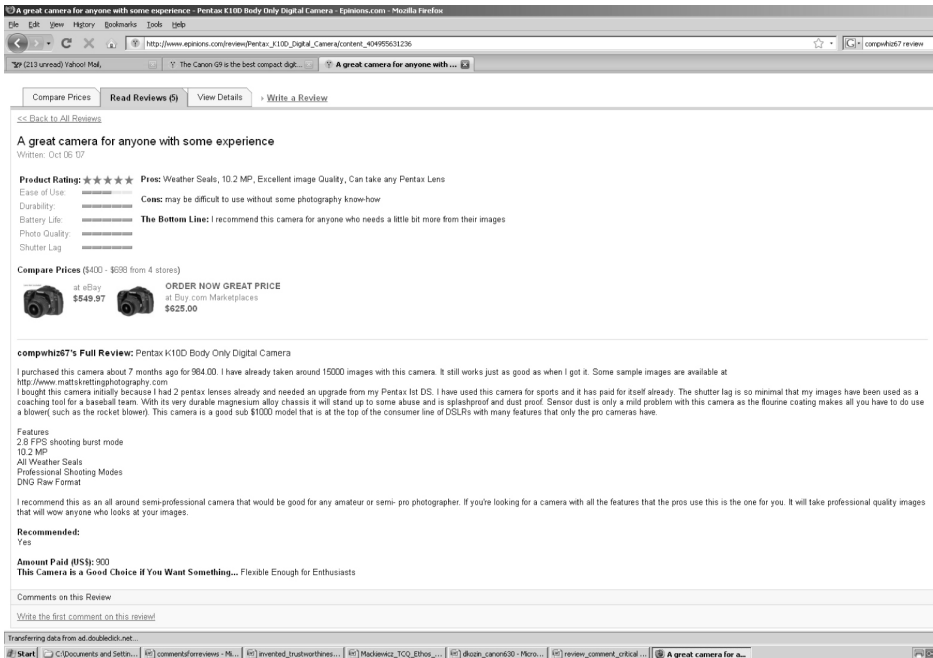 A great camera for anyone with some experience - Pentax K10D Body Only Digital Camera - Epinions.com - Mozilla Firefox
File Edit View History Bookmarks Tools Help
http://www.epinions.com/review/Pentax_K10D_Digital_Camera/content_404955631236
compwhiz67 review
(213 unread) Yahoo! Mail,
The Canon G9 is the best compact digit...
A great camera for anyone with ...
Compare Prices
Read Reviews (5)
View Details
› Write a Review
<< Back to All Reviews
A great camera for anyone with some experience
Written: Oct 06 '07
Product Rating: Pros: Weather Seals, 10.2 MP, Excellent image Quality, Can take any Pentax Lens
Ease of Use:
Cons: may be difficult to use without some photography know-how
Durability:
Battery Life: The Bottom Line: I recommend this camera for anyone who needs a little bit more from their images
Photo Quality:
Shutter Lag
Compare Prices ($400 - $698 from 4 stores)
at eBay
$549.97
ORDER NOW GREAT PRICE
at Buy.com Marketplaces
$625.00
compwhiz67's Full Review: Pentax K10D Body Only Digital Camera
I purchased this camera about 7 months ago for 984.00. I have already taken around 15000 images with this camera. It still works just as good as when I got it. Some sample images are available at
http://www.mattskrettingphotography.com
I bought this camera initially because I had 2 pentax lenses already and needed an upgrade from my Pentax Ist DS. I have used this camera for sports and it has paid for itself already. The shutter lag is so minimal that my images have been used as a
coaching tool for a baseball team. With its very durable magnesium alloy chassis it will stand up to some abuse and is splashproof and dust proof. Sensor dust is only a mild problem with this camera as the flourine coating makes all you have to do use
a blower( such as the rocket blower). This camera is a good sub $1000 model that is at the top of the consumer line of DSLRs with many features that only the pro cameras have.
Features
2.8 FPS shooting burst mode
10.2 MP
All Weather Seals
Professional Shooting Modes
DNG Raw Format
I recommend this as an all around semi-professional camera that would be good for any amateur or semi- pro photographer. If you're looking for a camera with all the features that the pros use this is the one for you. It will take professional quality images
that will wow anyone who looks at your images.
Recommended:
Yes
Amount Paid (US$): 900
This Camera is a Good Choice if You Want Something... Flexible Enough for Enthusiasts
Comments on this Review
Write the first comment on this review!
Transferring data from ad.doubleclick.net...
Start
C:\Documents and Settin...
commentsforreviews - Mi...
invented_trustworthines...
Mackiewicz_TCQ_Ethos_...
dkozin_canon630 - Micro...
review_comment_critical ...
A great camera for a...